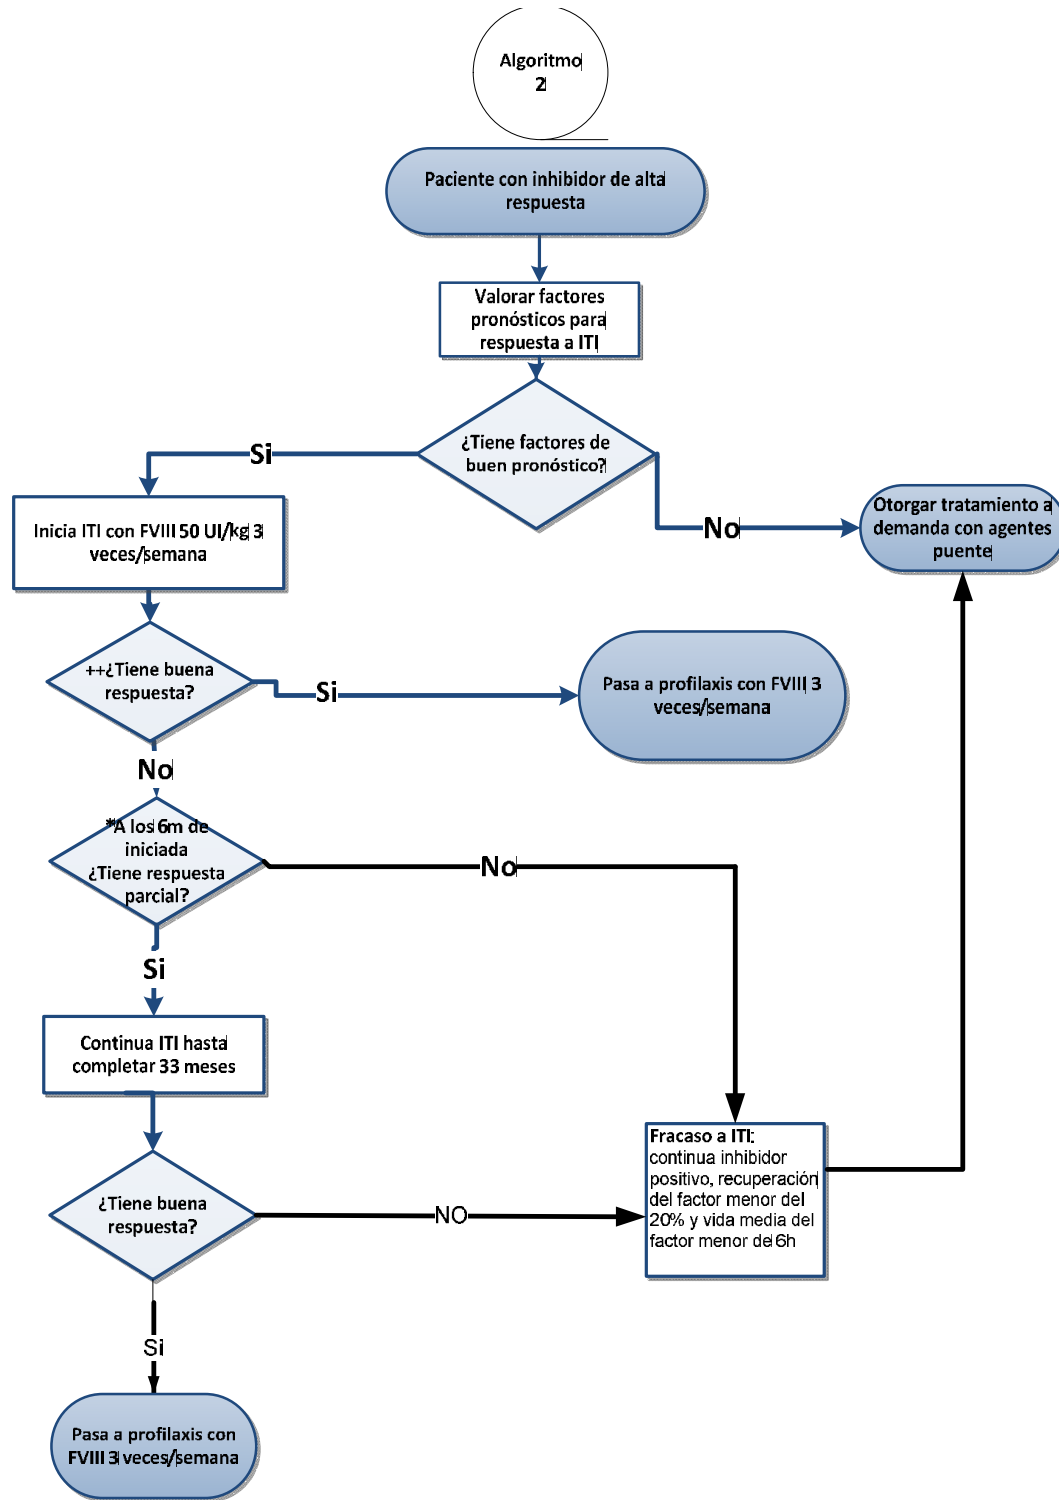 Algoritmo
2
Paciente con inhibidor de alta
respuesta
Valorar factores
pronósticos para
respuesta a ITI
¿Tiene factores de
buen pronóstico?
Si
No
Inicia ITI con FVIII 50 UI/kg 3
veces/semana
Otorgar tratamiento a
demanda con agentes
puente
++¿Tiene buena
respuesta?
Si
Pasa a profilaxis con FVIII 3
veces/semana
No
*A los 6m de
iniciada
¿Tiene respuesta
parcial?
No
Si
Continua ITI hasta
completar 33 meses
Fracaso a ITI:
continua inhibidor
positivo, recuperación
del factor menor del
20% y vida media del
factor menor de 6h
¿Tiene buena
respuesta?
NO
Si
Pasa a profilaxis con
FVIII 3 veces/semana